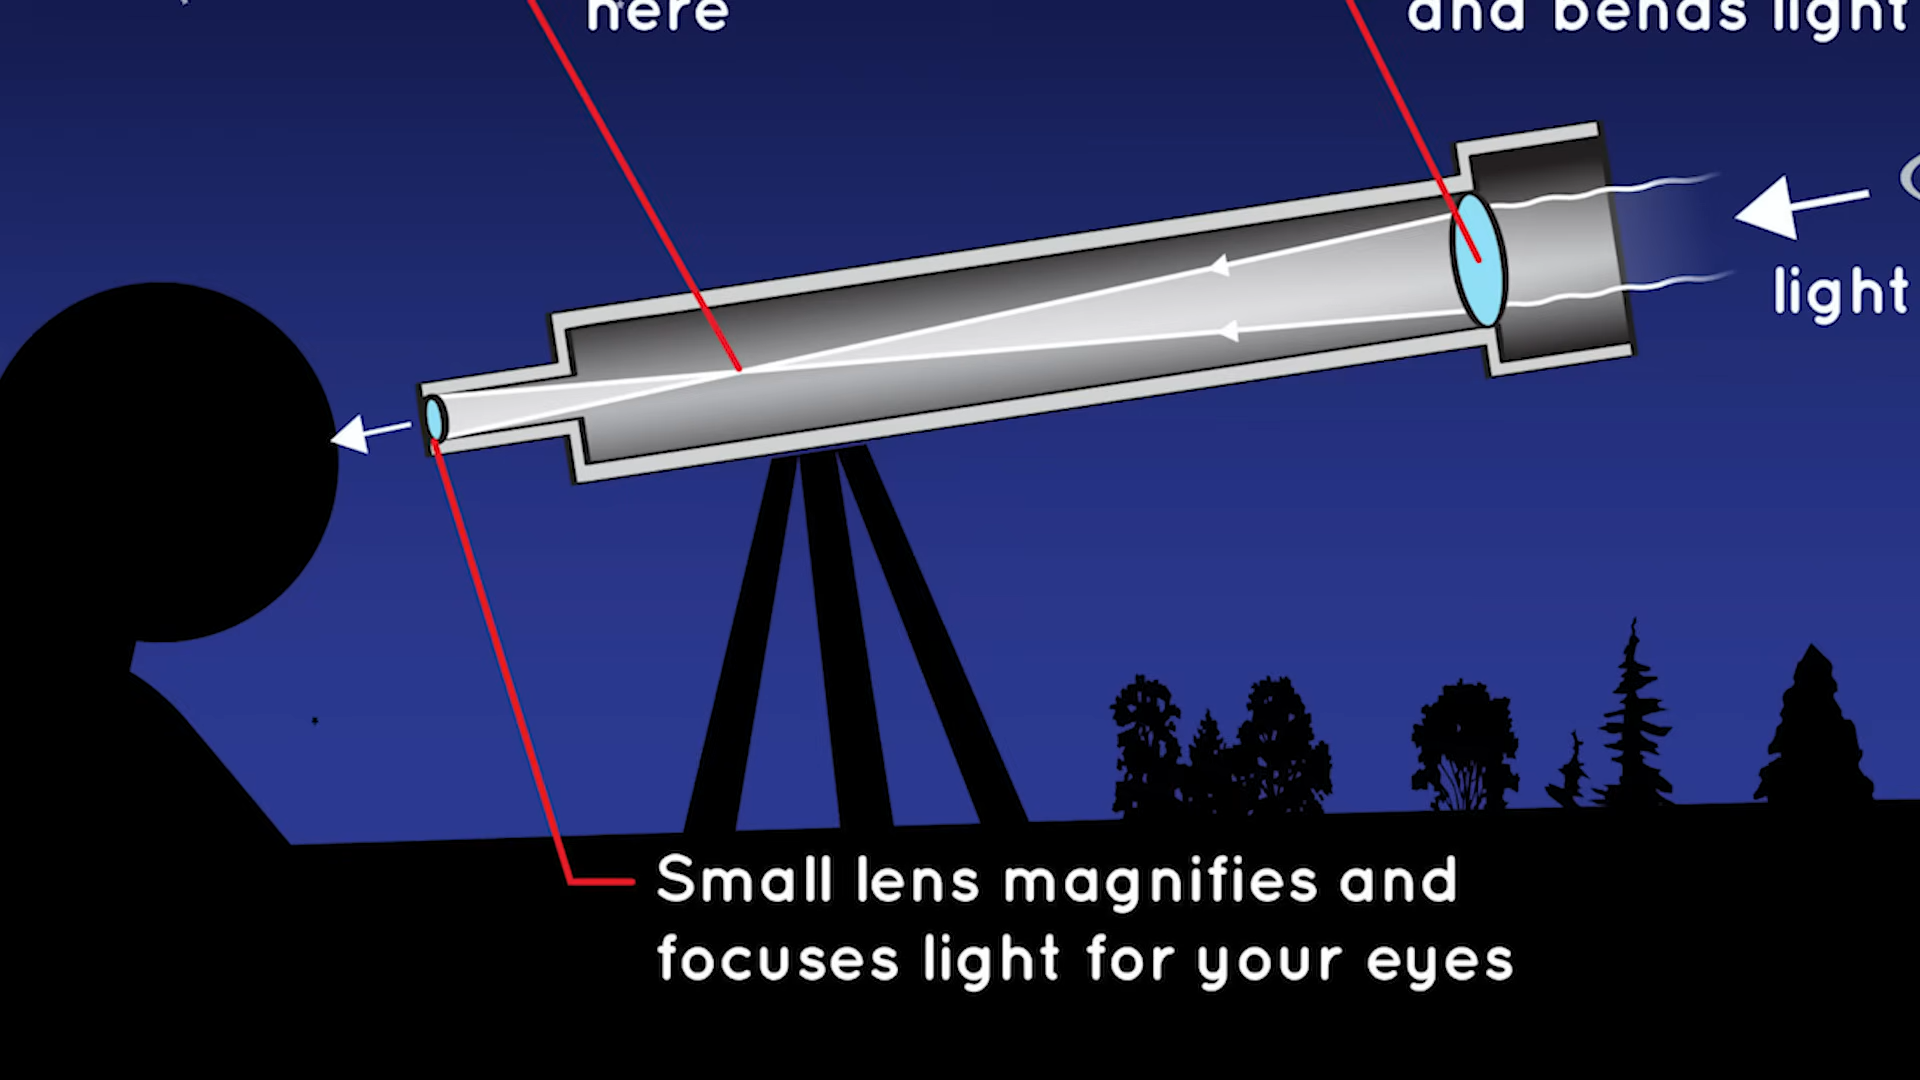 here
and bends light
light
Small lens magnifies and
focuses light for your eyes